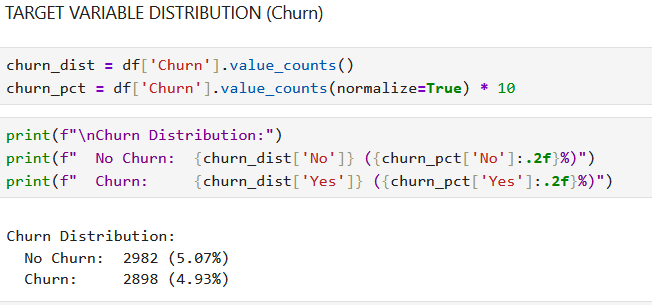 TARGET VARIABLE DISTRIBUTION (Churn)
churn_dist = df['Churn'].value_counts()
churn_pct = df['Churn'].value_counts(normalize=True) * 10
print(f"\nChurn Distribution:")
print(f"  No Churn:  {churn_dist['No']} ({churn_pct['No']:.2f}%)")
print(f"  Churn:     {churn_dist['Yes']} ({churn_pct['Yes']:.2f}%)")
Churn Distribution:
  No Churn:  2982 (5.07%)
  Churn:     2898 (4.93%)